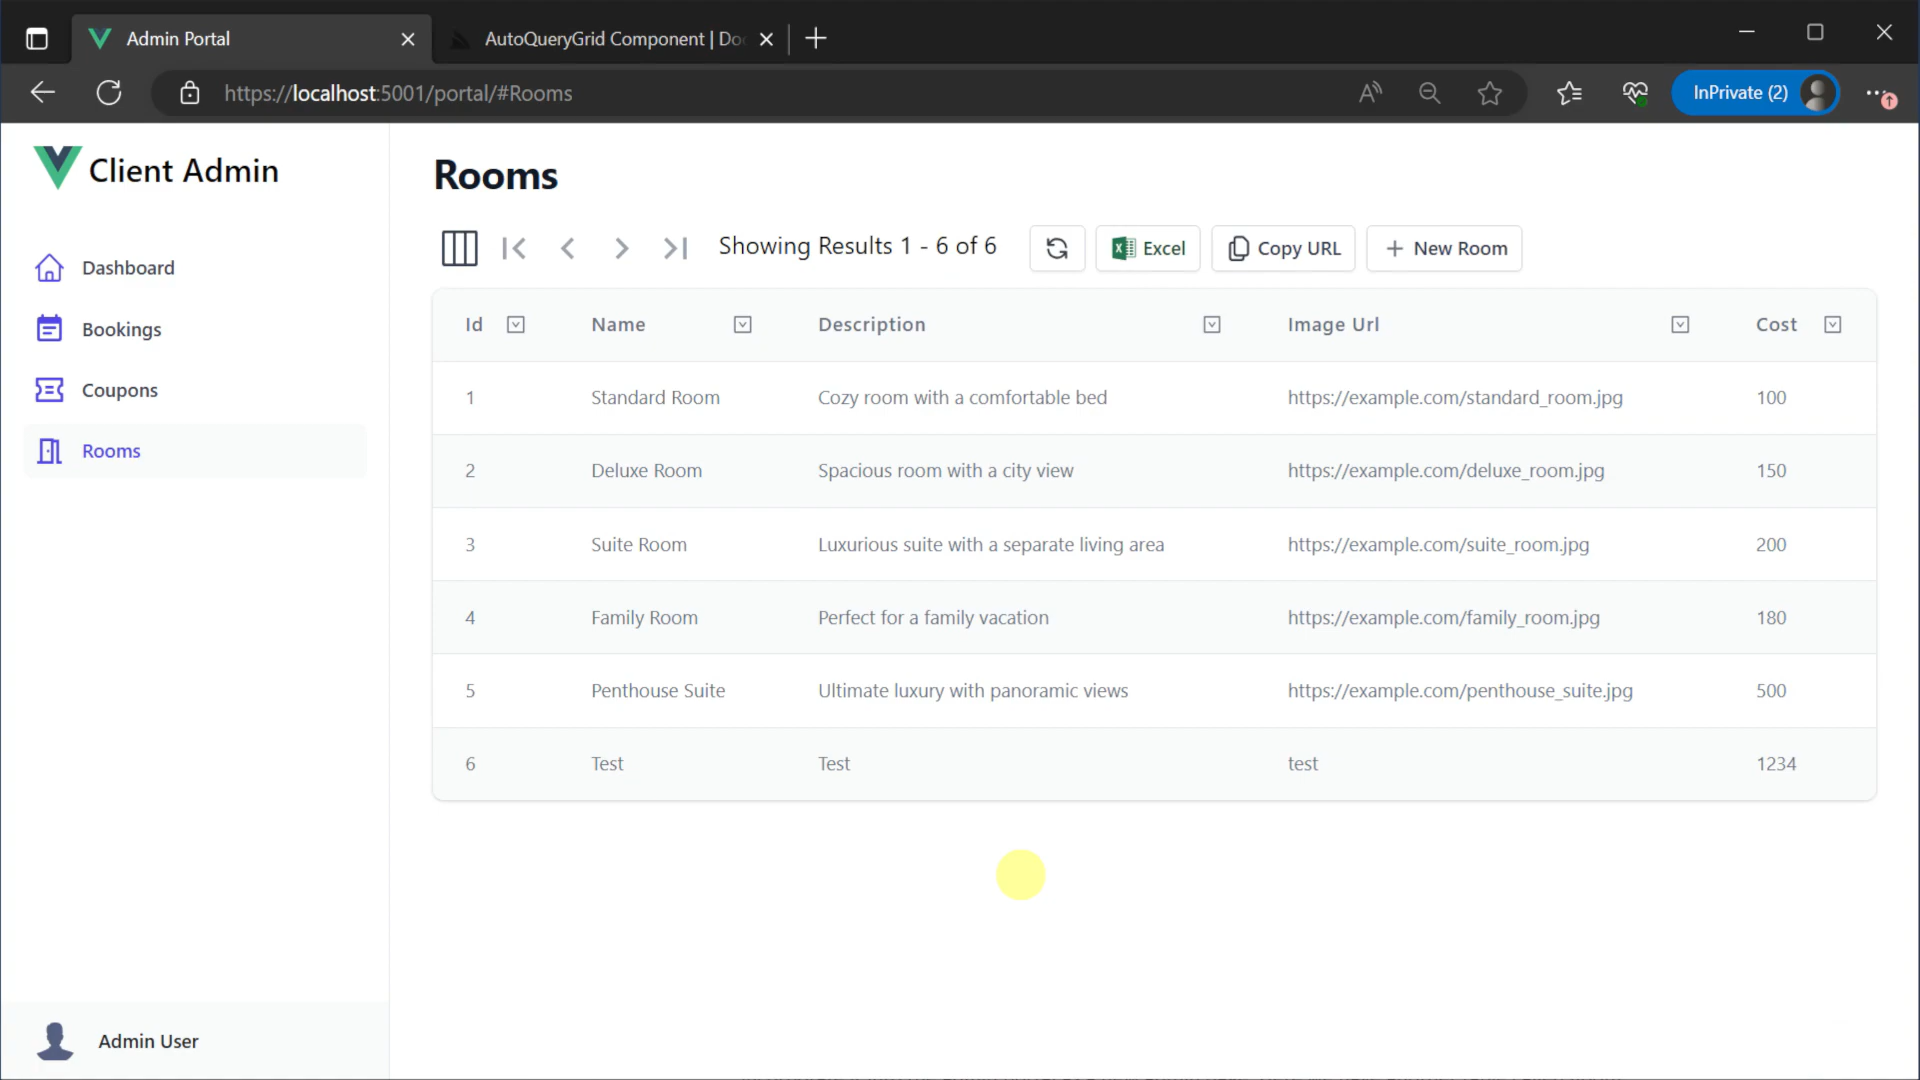 Admin Portal
AutoQueryGrid Component | Do
https://localhost:5001/portal/#Rooms
InPrivate (2)
Client Admin
Dashboard
Bookings
Coupons
Rooms
Admin User
Rooms
Showing Results 1 - 6 of 6
Excel
Copy URL
New Room
Id Name Description Image Url Cost
1 Standard Room Cozy room with a comfortable bed https://example.com/standard_room.jpg 100
2 Deluxe Room Spacious room with a city view https://example.com/deluxe_room.jpg 150
3 Suite Room Luxurious suite with a separate living area https://example.com/suite_room.jpg 200
4 Family Room Perfect for a family vacation https://example.com/family_room.jpg 180
5 Penthouse Suite Ultimate luxury with panoramic views https://example.com/penthouse_suite.jpg 500
6 Test Test test 1234